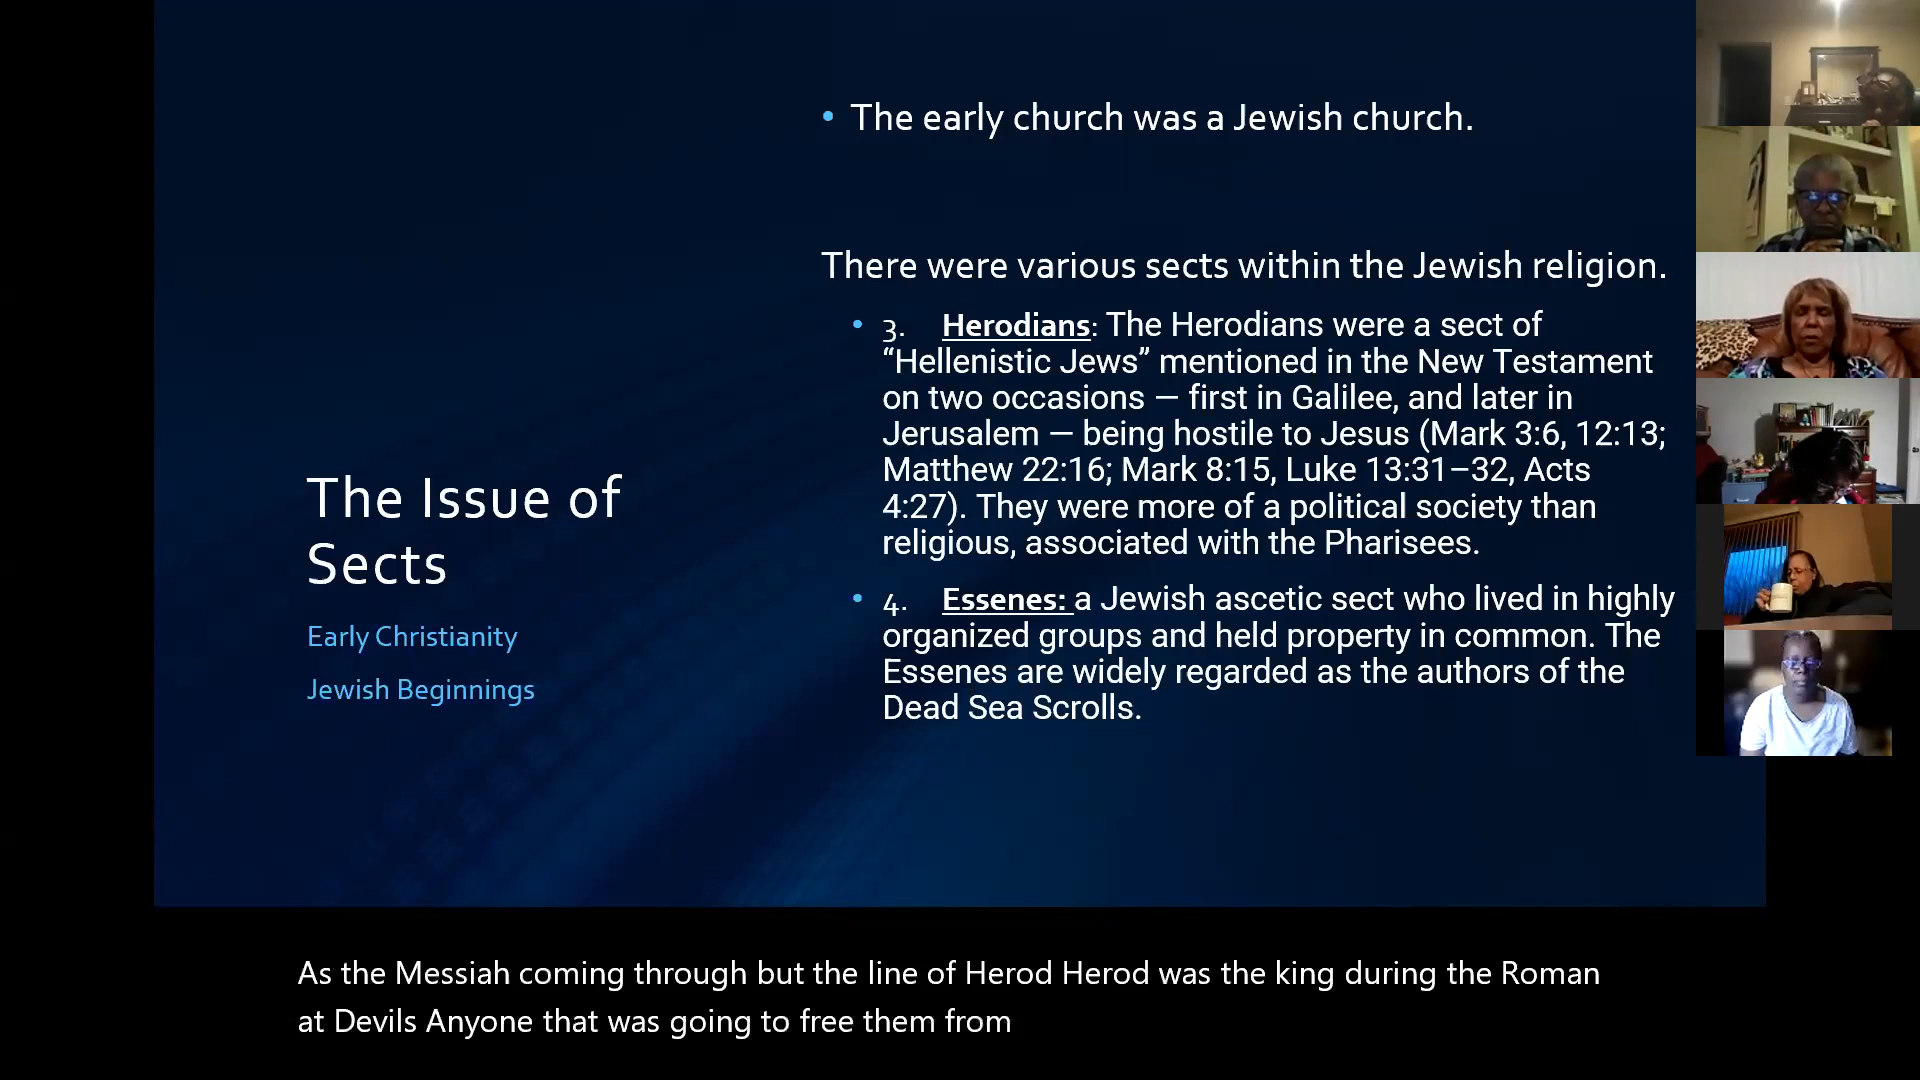 The Issue of
Sects
Early Christianity
Jewish Beginnings
• The early church was a Jewish church.
There were various sects within the Jewish religion.
• 3. Herodians: The Herodians were a sect of
“Hellenistic Jews” mentioned in the New Testament
on two occasions — first in Galilee, and later in
Jerusalem — being hostile to Jesus (Mark 3:6, 12:13;
Matthew 22:16; Mark 8:15, Luke 13:31–32, Acts
4:27). They were more of a political society than
religious, associated with the Pharisees.
• 4. Essenes: a Jewish ascetic sect who lived in highly
organized groups and held property in common. The
Essenes are widely regarded as the authors of the
Dead Sea Scrolls.
As the Messiah coming through but the line of Herod Herod was the king during the Roman
at Devils Anyone that was going to free them from